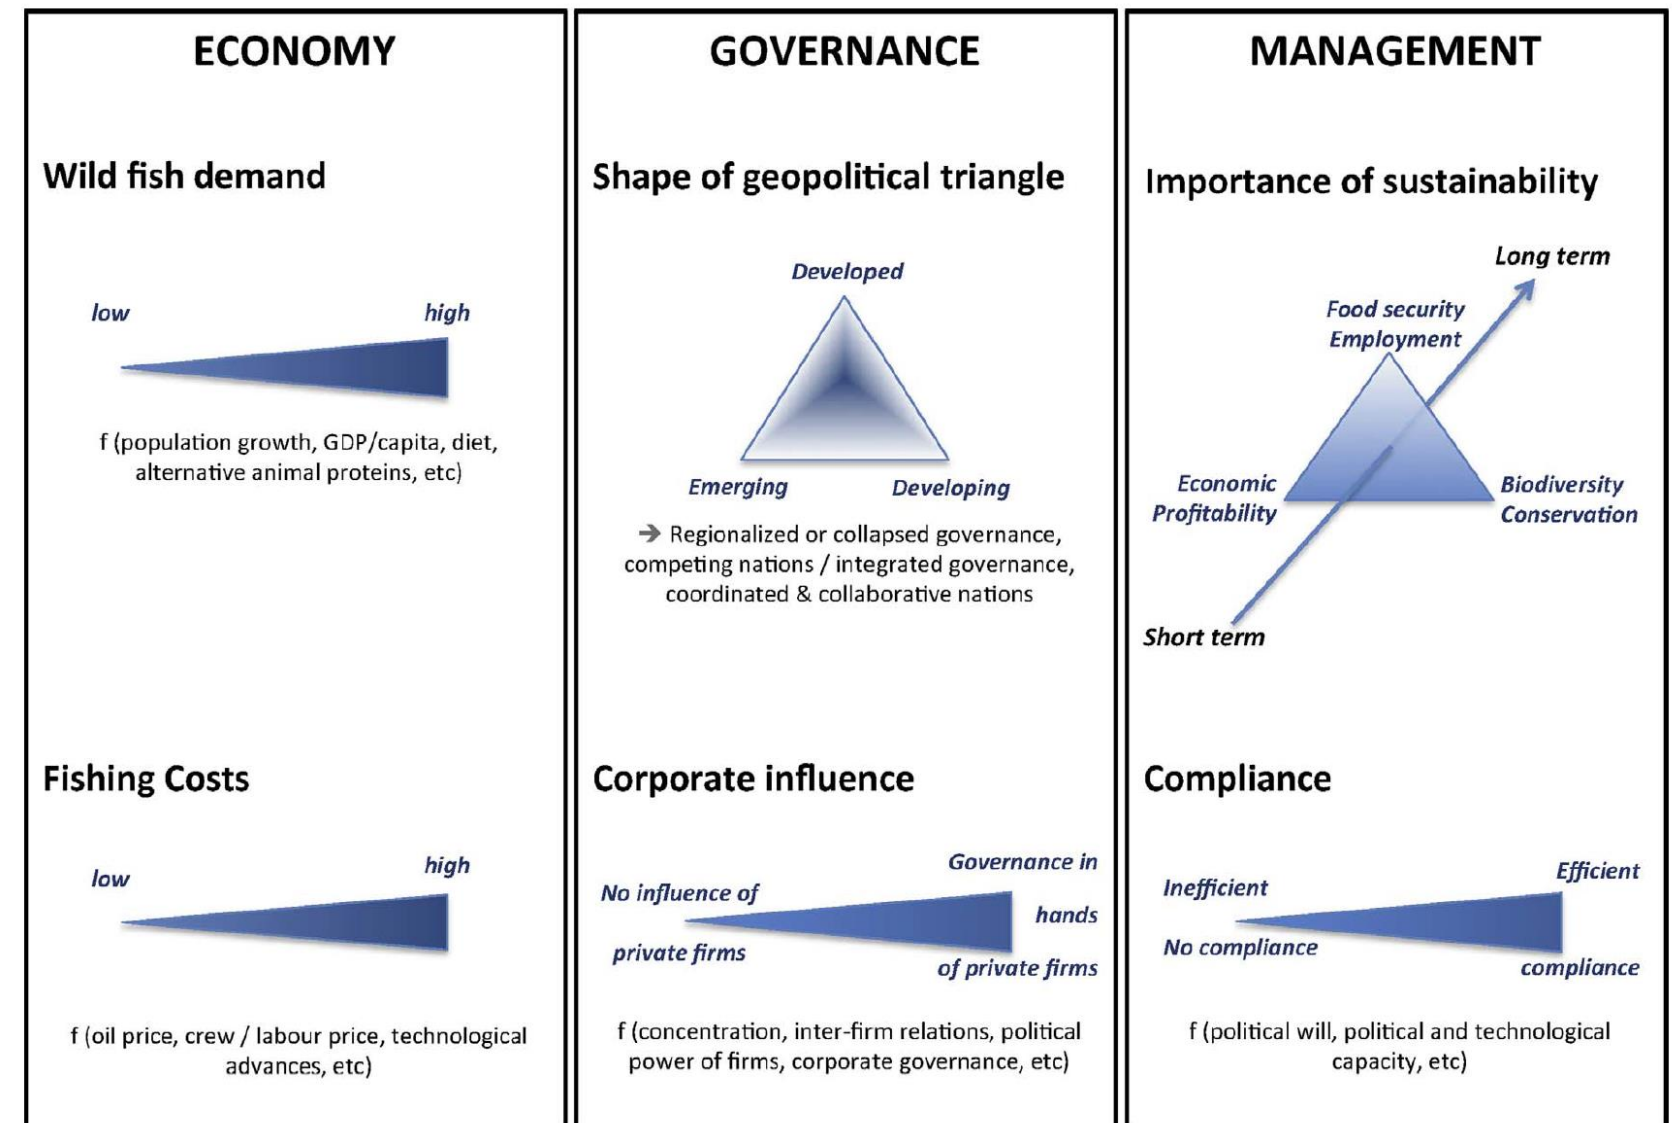 ECONOMY
Wild fish demand
low
high
f (population growth, GDP/capita, diet,
alternative animal proteins, etc)
Fishing Costs
low
high
f (oil price, crew / labour price, technological
advances, etc)
GOVERNANCE
Shape of geopolitical triangle
Developed
Emerging
Developing
➔ Regionalized or collapsed governance,
competing nations / integrated governance,
coordinated & collaborative nations
Corporate influence
No influence of
private firms
Governance in
hands
of private firms
f (concentration, inter-firm relations, political
power of firms, corporate governance, etc)
MANAGEMENT
Importance of sustainability
Long term
Food security
Employment
Economic
Profitability
Biodiversity
Conservation
Short term
Compliance
Inefficient
No compliance
Efficient
compliance
f (political will, political and technological
capacity, etc)